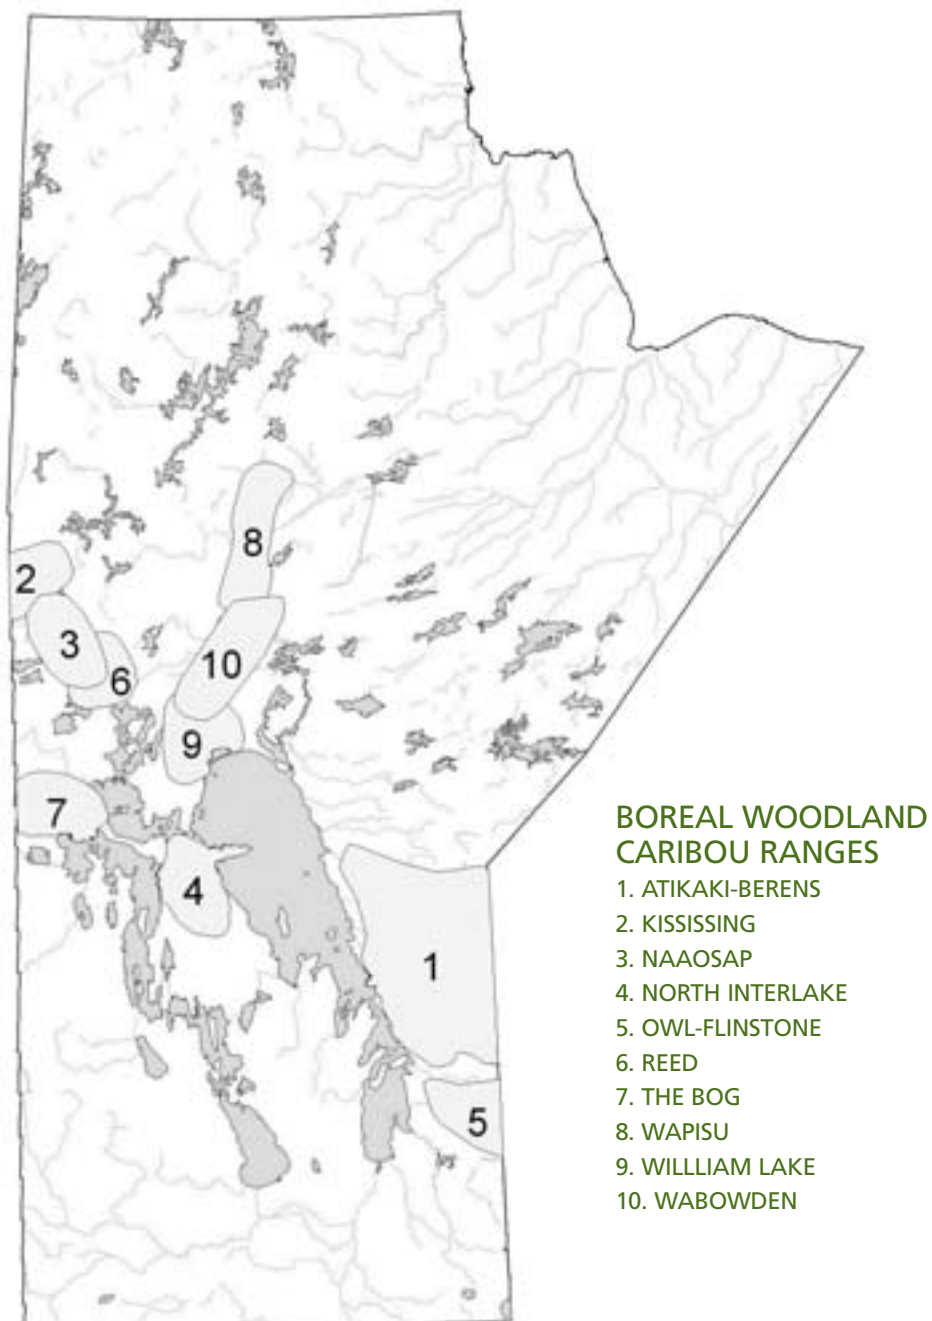 8
2
3
10
6
9
7
4
1
5
BOREAL WOODLAND
CARIBOU RANGES
1. ATIKAKI-BERENS
2. KISSISSING
3. NAAOSAP
4. NORTH INTERLAKE
5. OWL-FLINSTONE
6. REED
7. THE BOG
8. WAPISU
9. WILLLIAM LAKE
10. WABOWDEN